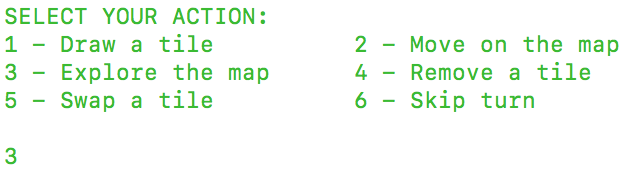 SELECT YOUR ACTION:
1 – Draw a tile          2 – Move on the map
3 – Explore the map      4 – Remove a tile
5 – Swap a tile          6 – Skip turn
3